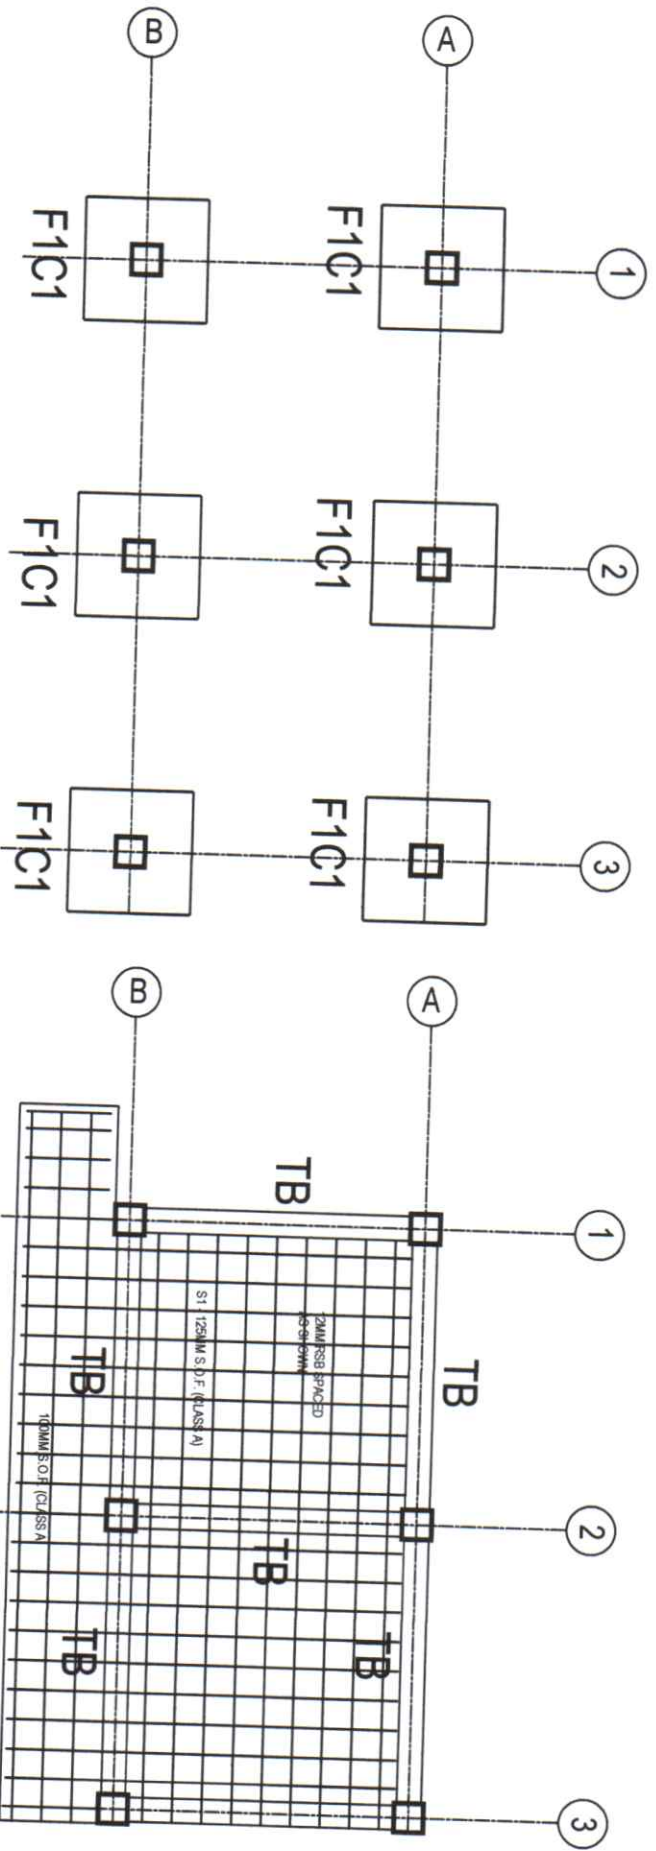 1
2
3
A
F1C1
F1C1
F1C1
B
F1C1
F1C1
F1C1
1
2
3
A
TB
TB
12MM RSB SPACED
AS SHOWN
TB
TB
S1 - 125MM S.O.F. (CLASS A)
B
TB
TB
100MM S.O.F. (CLASS A